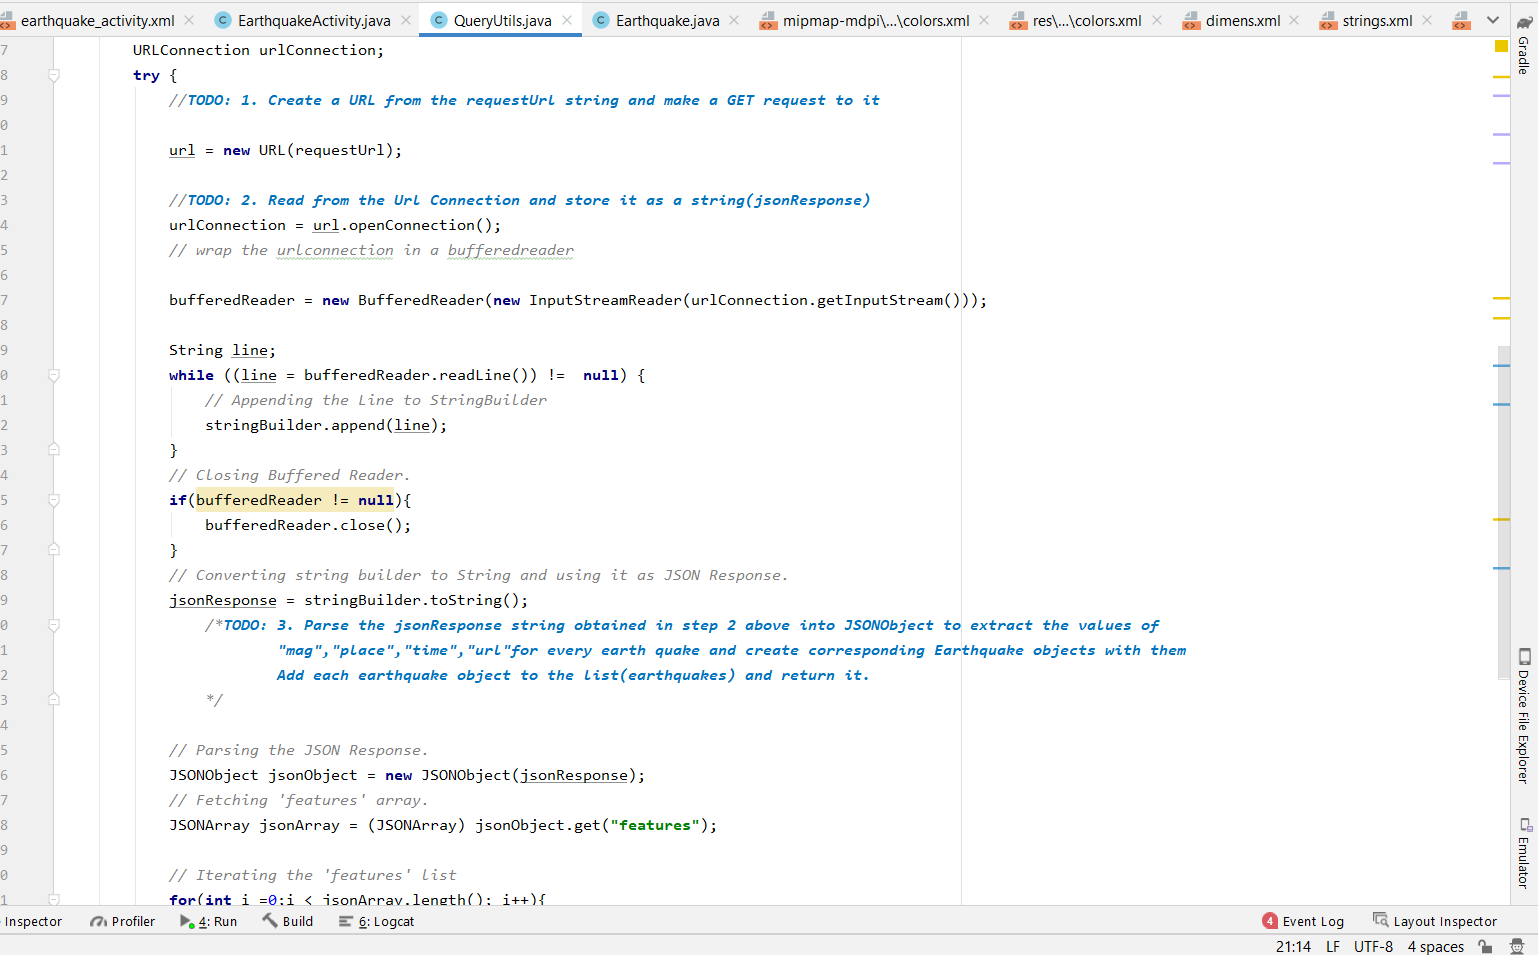 earthquake_activity.xml EarthquakeActivity.java QueryUtils.java Earthquake.java mipmap-mdpi\...\colors.xml res\...\colors.xml dimens.xml strings.xml
Gradle
7 URLConnection urlConnection;
8 try {
9 //TODO: 1. Create a URL from the requestUrl string and make a GET request to it
0
1 url = new URL(requestUrl);
2
3 //TODO: 2. Read from the Url Connection and store it as a string(jsonResponse)
4 urlConnection = url.openConnection();
5 // wrap the urlconnection in a bufferedreader
6
7 bufferedReader = new BufferedReader(new InputStreamReader(urlConnection.getInputStream()));
8
9 String line;
0 while ((line = bufferedReader.readLine()) !=  null) {
1 // Appending the Line to StringBuilder
2 stringBuilder.append(line);
3 }
4 // Closing Buffered Reader.
5 if(bufferedReader != null){
6 bufferedReader.close();
7 }
8 // Converting string builder to String and using it as JSON Response.
9 jsonResponse = stringBuilder.toString();
0 /*TODO: 3. Parse the jsonResponse string obtained in step 2 above into JSONObject to extract the values of
1 "mag","place","time","url"for every earth quake and create corresponding Earthquake objects with them
2 Add each earthquake object to the list(earthquakes) and return it.
3 */
4
5 // Parsing the JSON Response.
6 JSONObject jsonObject = new JSONObject(jsonResponse);
7 // Fetching 'features' array.
8 JSONArray jsonArray = (JSONArray) jsonObject.get("features");
9
0 // Iterating the 'features' list
1 for(int i =0;i < jsonArray.length(); i++){
Device File Explorer
Emulator
Inspector Profiler 4: Run Build 6: Logcat 4 Event Log Layout Inspector
21:14 LF UTF-8 4 spaces